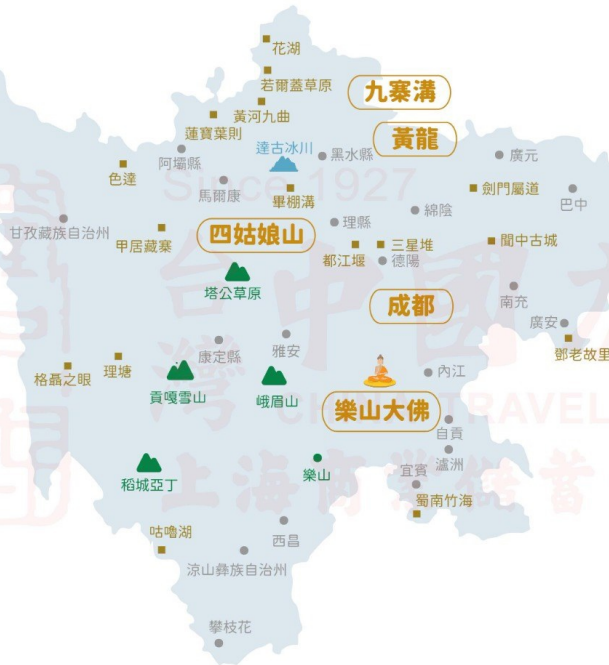 花湖
若爾蓋草原
九寨溝
黃河九曲
蓮寶葉則
黃龍
達古冰川
阿壩縣
黑水縣
廣元
色達
Since 1927
馬爾康
畢棚溝
劍門屬道
巴中
綿陰
甘孜藏族自治州
甲居藏寨
四姑娘山
理縣
都江堰
三星堆
德陽
聞中古城
塔公草原
成都
南充
廣安
鄧老故里
康定縣
雅安
格聶之眼
理塘
貢嘎雪山
峨眉山
內江
樂山大佛
CHINA TRAVEL
自貢
稻城亞丁
樂山
宜賓
瀘洲
蜀南竹海
咕嚕湖
西昌
涼山彝族自治州
攀枝花
台灣中國
上海商業儲蓄